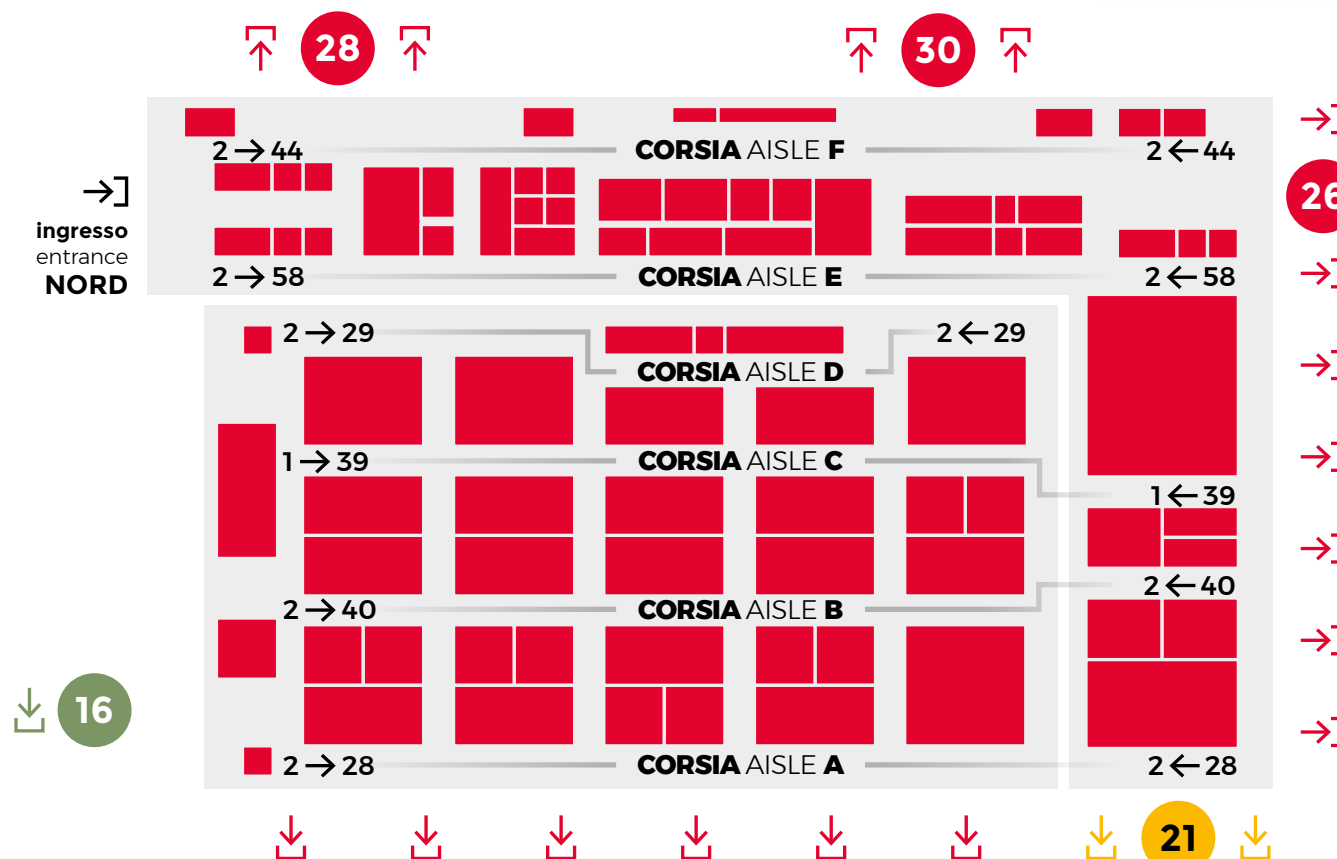 28
30
2 → 44 CORSIA AISLE F 2 ← 44
26
ingresso
entrance
NORD
2 → 58 CORSIA AISLE E 2 ← 58
2 → 29 2 ← 29
CORSIA AISLE D
1 → 39 CORSIA AISLE C
1 ← 39
2 ← 40
2 → 40 CORSIA AISLE B
16
2 → 28 CORSIA AISLE A 2 ← 28
21